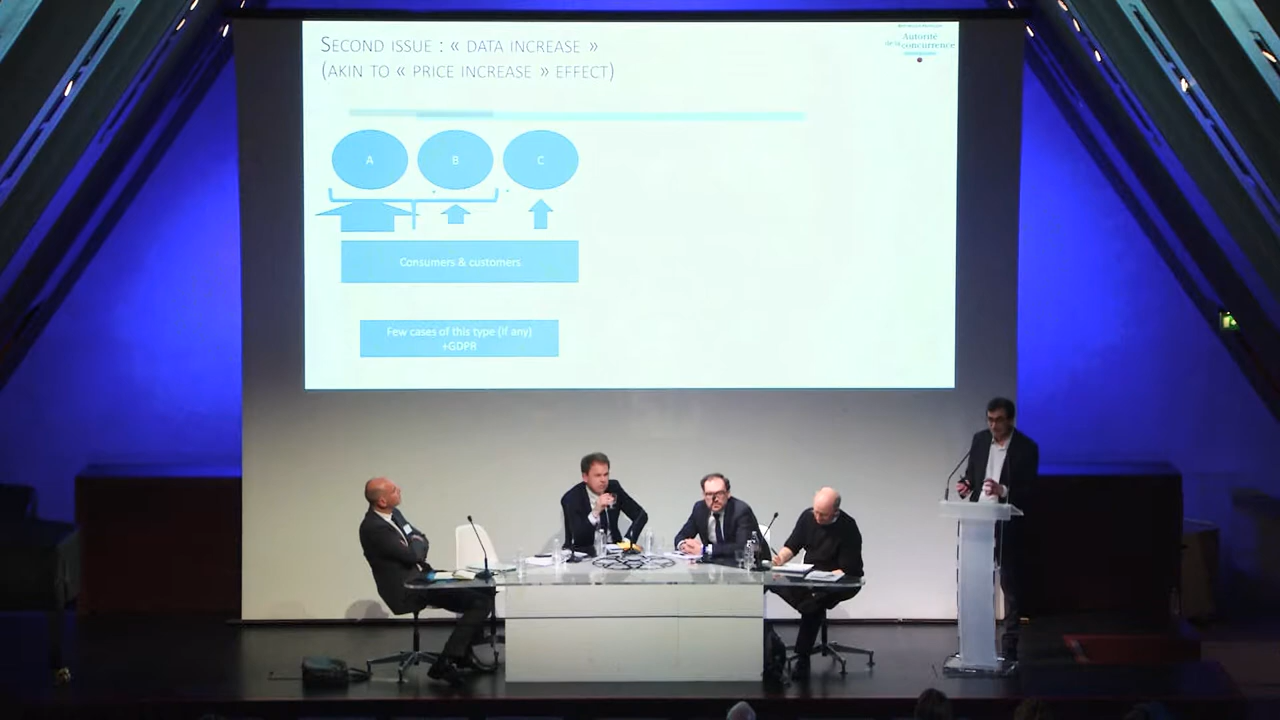 SECOND ISSUE : « DATA INCREASE »
(AKIN TO « PRICE INCREASE » EFFECT)
Autorité
de la concurrence
A
B
C
Consumers & customers
Few cases of this type (if any)
+GDPR